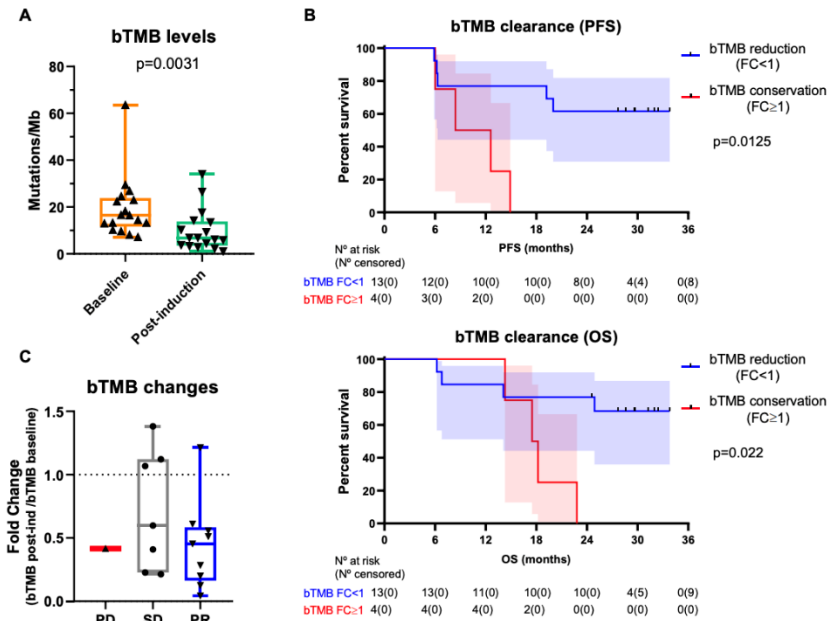 A
bTMB levels
p=0.0031
80
60
40
20
0
Mutations/Mb
Baseline
Post-induction
B
bTMB clearance (PFS)
100
80
60
40
20
0
Percent survival
0 6 12 18 24 30 36
PFS (months)
bTMB reduction
(FC<1)
bTMB conservation
(FC≥1)
p=0.0125
Nº at risk
(Nº censored)
bTMB FC<1 13(0) 12(0) 10(0) 10(0) 8(0) 4(4) 0(8)
bTMB FC≥1 4(0) 3(0) 2(0) 0(0) 0(0) 0(0) 0(0)
bTMB clearance (OS)
100
80
60
40
20
0
Percent survival
0 6 12 18 24 30 36
OS (months)
bTMB reduction
(FC<1)
bTMB conservation
(FC≥1)
p=0.022
Nº at risk
(Nº censored)
bTMB FC<1 13(0) 13(0) 11(0) 10(0) 10(0) 4(5) 0(9)
bTMB FC≥1 4(0) 4(0) 4(0) 2(0) 0(0) 0(0) 0(0)
C
bTMB changes
1.5
1.0
0.5
0.0
Fold Change
(bTMB post-ind /bTMB baseline)
PD SD PR